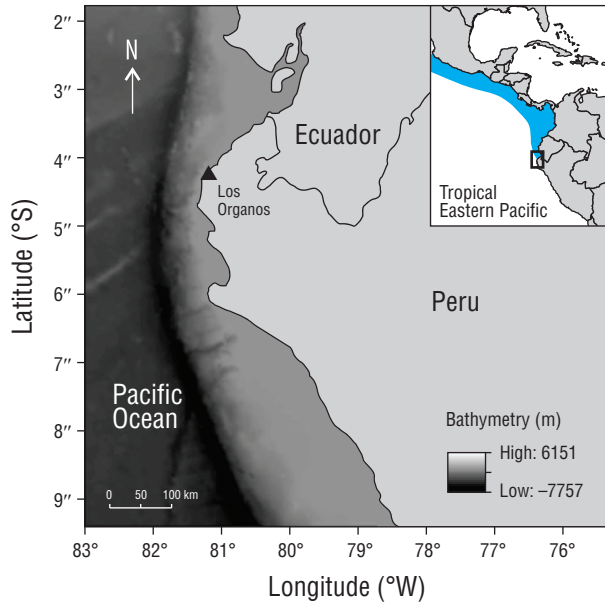 2″
3″
4″
5″
6″
7″
8″
9″
Latitude (°S)
N
Ecuador
Los
Organos
Peru
Pacific
Ocean
0 50 100 km
Tropical
Eastern Pacific
Bathymetry (m)
High: 6151
Low: –7757
83° 82° 81° 80° 79° 78° 77° 76°
Longitude (°W)